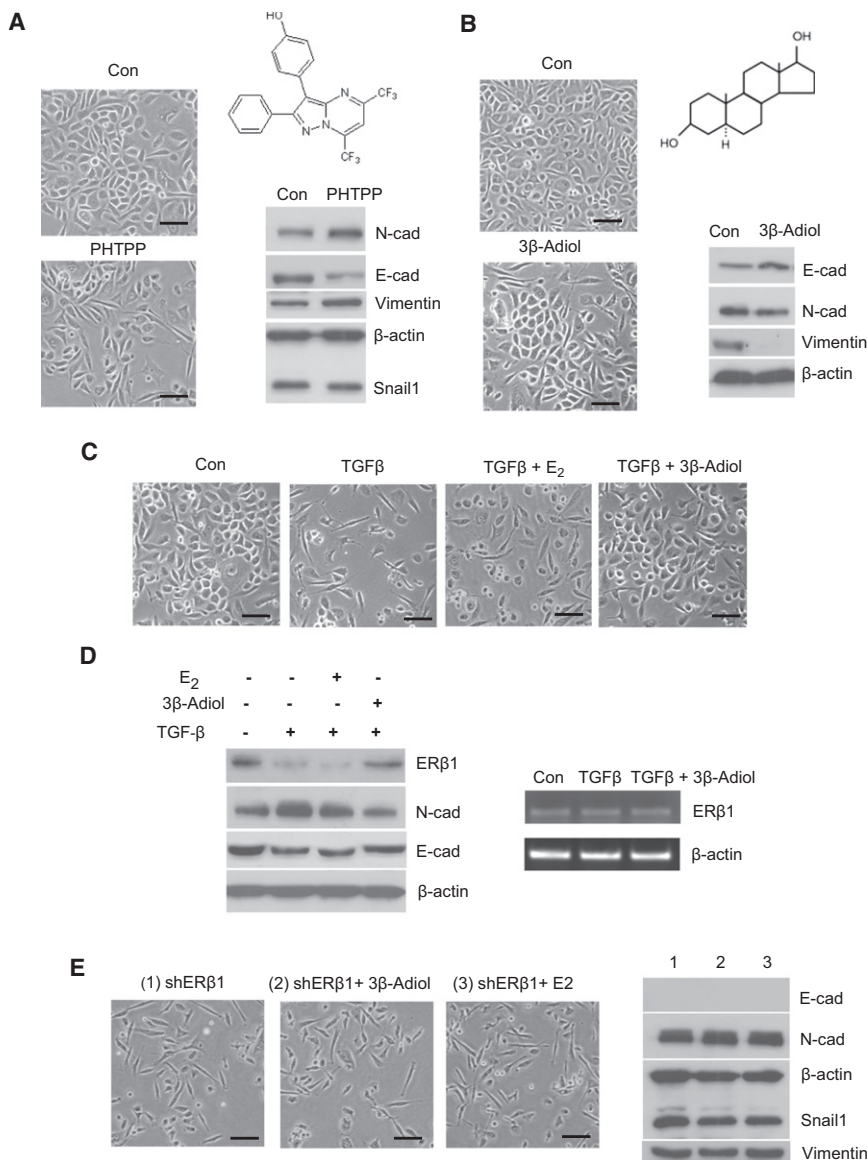 A
Con
HO
N
N
N
CF3
CF3
PHTPP
Con PHTPP
N-cad
E-cad
Vimentin
β-actin
Snail1
B
Con
OH
HO
H
3β-Adiol
Con 3β-Adiol
E-cad
N-cad
Vimentin
β-actin
C
Con
TGFβ
TGFβ + E2
TGFβ + 3β-Adiol
D
E2 - - + -
3β-Adiol - - - +
TGF-β - + + +
ERβ1
N-cad
E-cad
β-actin
Con TGFβ TGFβ + 3β-Adiol
ERβ1
β-actin
E
(1) shERβ1
(2) shERβ1+ 3β-Adiol
(3) shERβ1+ E2
1 2 3
E-cad
N-cad
β-actin
Snail1
Vimentin